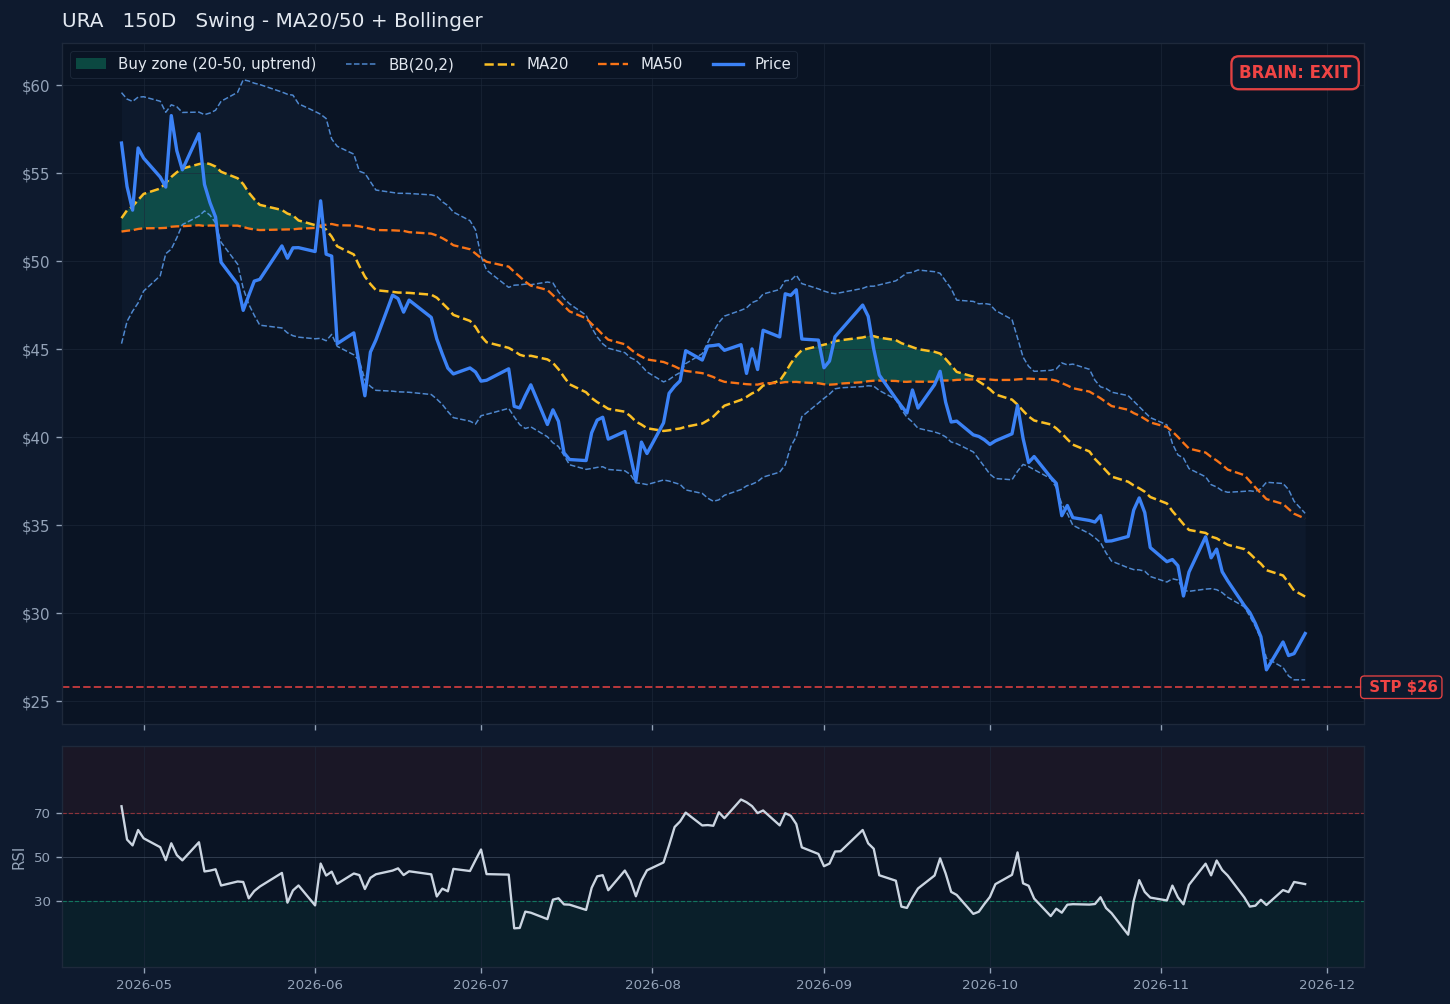 URA   150D   Swing - MA20/50 + Bollinger
Buy zone (20-50, uptrend)   BB(20,2)   MA20   MA50   Price
BRAIN: EXIT
$60
$55
$50
$45
$40
$35
$30
$25
STP $26
RSI
70
50
30
2026-05   2026-06   2026-07   2026-08   2026-09   2026-10   2026-11   2026-12